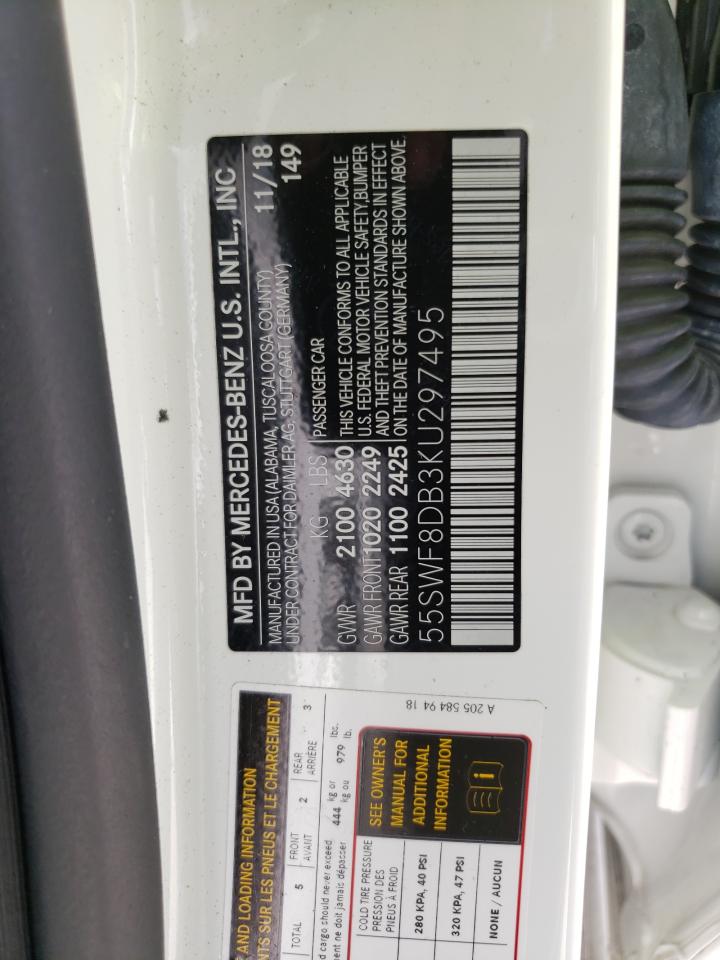 MFD BY MERCEDES-BENZ U.S. INTL., INC
MANUFACTURED IN USA (ALABAMA, TUSCALOOSA COUNTY)
UNDER CONTRACT FOR DAIMLER AG, STUTTGART (GERMANY)
11/18
149
KG LBS
GVWR 2100 4630
GAWR FRONT 1020 2249
GAWR REAR 1100 2425
PASSENGER CAR
THIS VEHICLE CONFORMS TO ALL APPLICABLE
U.S. FEDERAL MOTOR VEHICLE SAFETY,BUMPER
AND THEFT PREVENTION STANDARDS IN EFFECT
ON THE DATE OF MANUFACTURE SHOWN ABOVE.
55SWF8DB3KU297495
AND LOADING INFORMATION
SUR LES PNEUS ET LE CHARGEMENT
TOTAL 5 FRONT AVANT 2 REAR ARRIÈRE 3
cargo should never exceed 444 kg or 979 lbs.
ne doit jamais dépasser kg ou lb.
COLD TIRE PRESSURE
PRESSION DES
PNEUS À FROID
280 KPA, 40 PSI
320 KPA, 47 PSI
NONE / AUCUN
SEE OWNER'S
MANUAL FOR
ADDITIONAL
INFORMATION
A 205 584 94 18